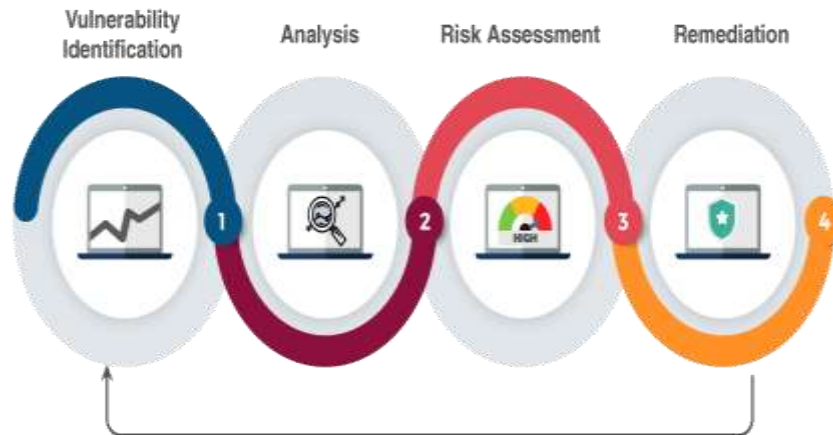 Vulnerability
Identification
Analysis
Risk Assessment
Remediation
1
2
3
4
HIGH